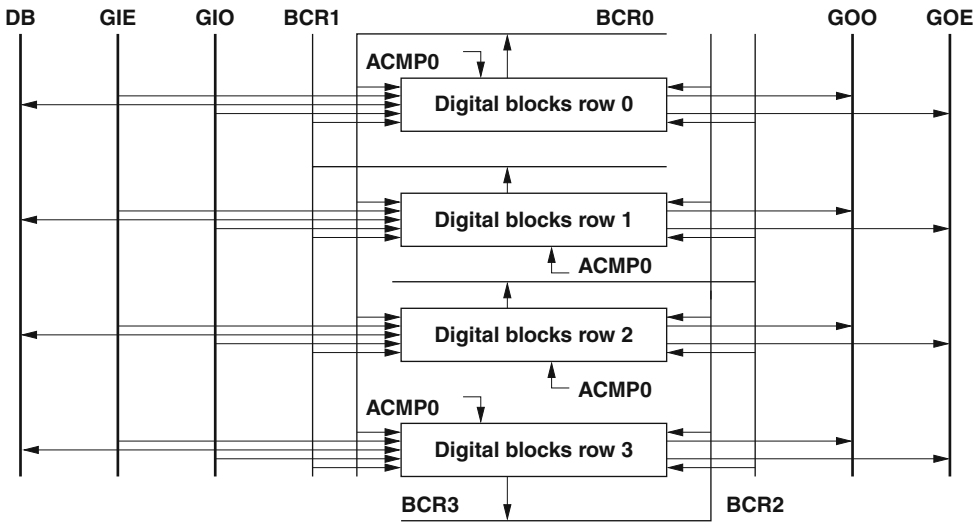 DB GIE GIO BCR1 BCR0 GOO GOE
ACMP0
Digital blocks row 0
Digital blocks row 1
ACMP0
Digital blocks row 2
ACMP0
ACMP0
Digital blocks row 3
BCR3 BCR2